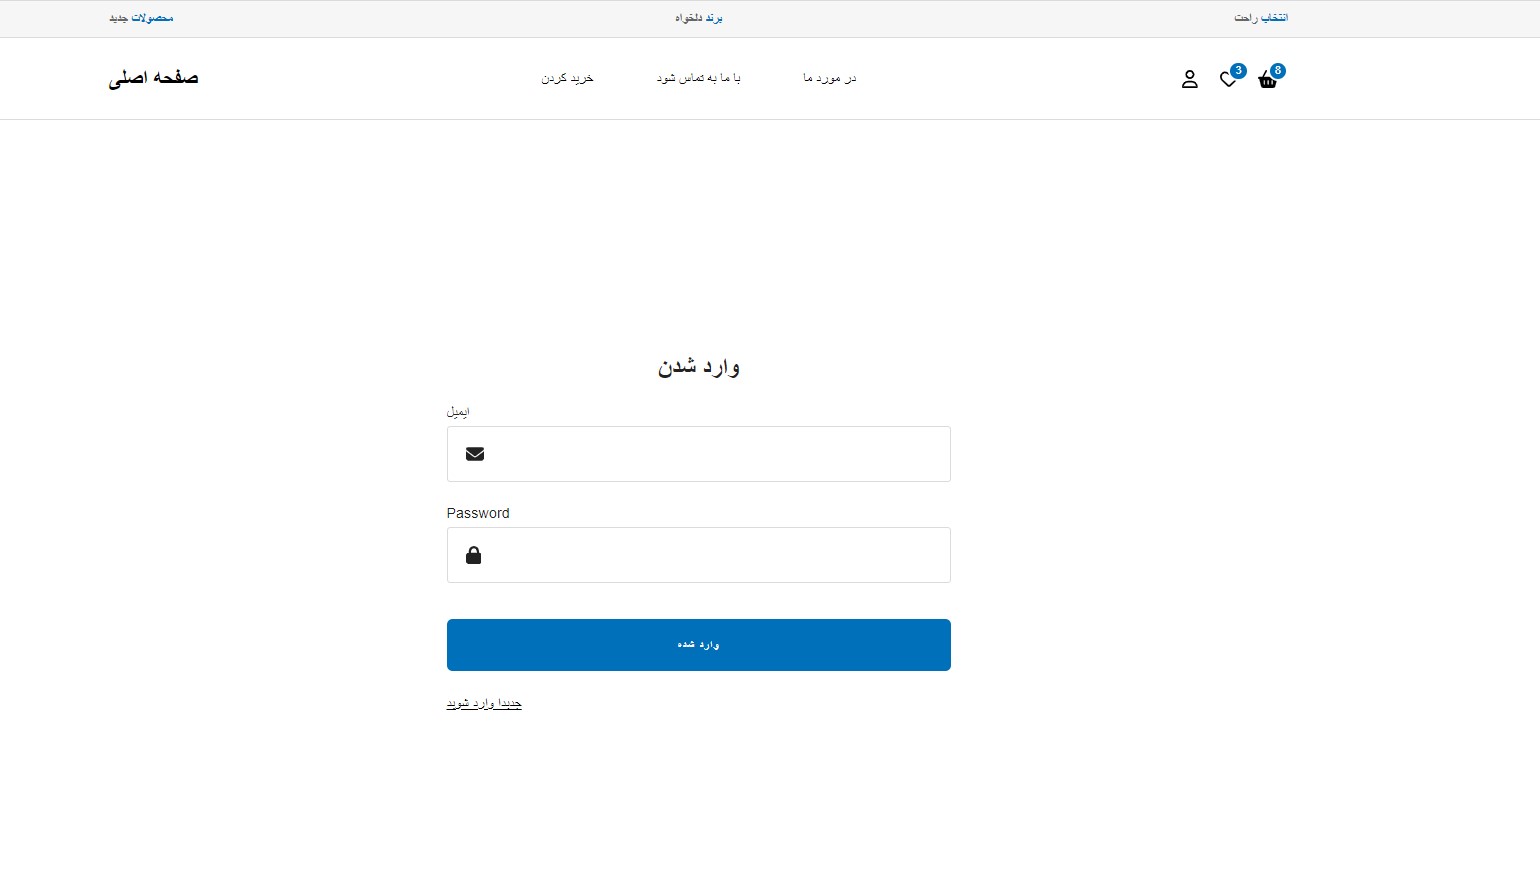 انتخاب راحت
برند دلخواه
محصولات جدید
8
3
در مورد ما
با ما به تماس شود
خرید کردن
صفحه اصلی
وارد شدن
ایمیل
Password
وارد شده
جدیدا وارد شوید